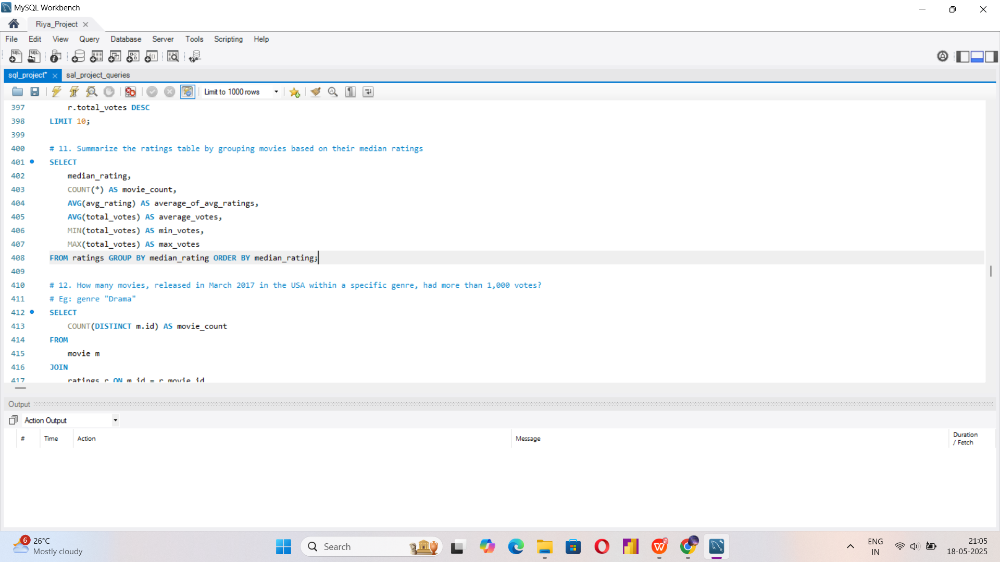 MySQL Workbench
Riya_Project
File Edit View Query Database Server Tools Scripting Help
sql_project* sal_project_queries
Limit to 1000 rows
397 r.total_votes DESC
398 LIMIT 10;
399
400 # 11. Summarize the ratings table by grouping movies based on their median ratings
401 SELECT
402 median_rating,
403 COUNT(*) AS movie_count,
404 AVG(avg_rating) AS average_of_avg_ratings,
405 AVG(total_votes) AS average_votes,
406 MIN(total_votes) AS min_votes,
407 MAX(total_votes) AS max_votes
408 FROM ratings GROUP BY median_rating ORDER BY median_rating;
409
410 # 12. How many movies, released in March 2017 in the USA within a specific genre, had more than 1,000 votes?
411 # Eg: genre "Drama"
412 SELECT
413 COUNT(DISTINCT m.id) AS movie_count
414 FROM
415 movie m
416 JOIN
417 ratings r ON m.id = r.movie_id
Output
Action Output
# Time Action Message Duration / Fetch
6 26°C
Mostly cloudy
Search
ENG
IN
21:05
18-05-2025